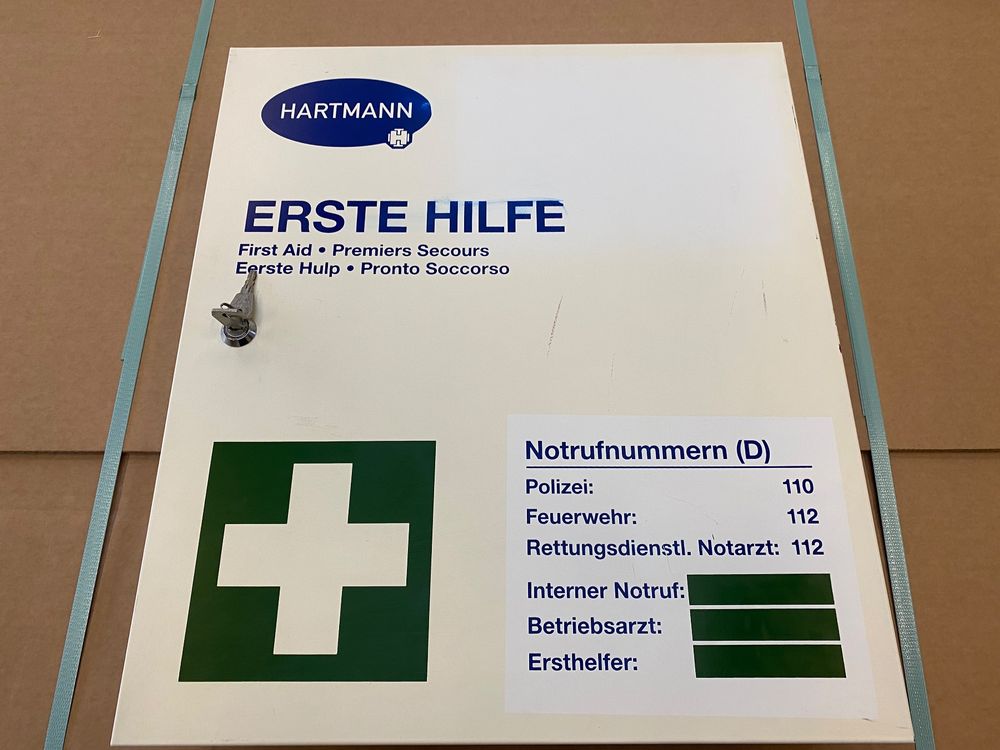 HARTMANN
ERSTE HILFE
First Aid • Premiers Secours
Eerste Hulp • Pronto Soccorso
Notrufnummern (D)
Polizei: 110
Feuerwehr: 112
Rettungsdienstl. Notarzt: 112
Interner Notruf:
Betriebsarzt:
Ersthelfer: